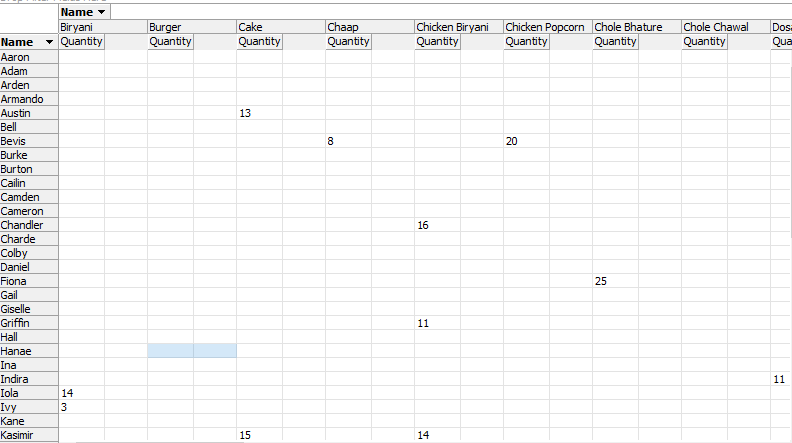 Name
Biryani Burger Cake Chaap Chicken Biryani Chicken Popcorn Chole Bhature Chole Chawal Dosa
Name Quantity Quantity Quantity Quantity Quantity Quantity Quantity Quantity Qua
Aaron
Adam
Arden
Armando
Austin 13
Bell
Bevis 8 20
Burke
Burton
Cailin
Camden
Cameron
Chandler 16
Charde
Colby
Daniel
Fiona 25
Gail
Giselle
Griffin 11
Hall
Hanae
Ina
Indira 11
Iola 14
Ivy 3
Kane
Kasimir 15 14